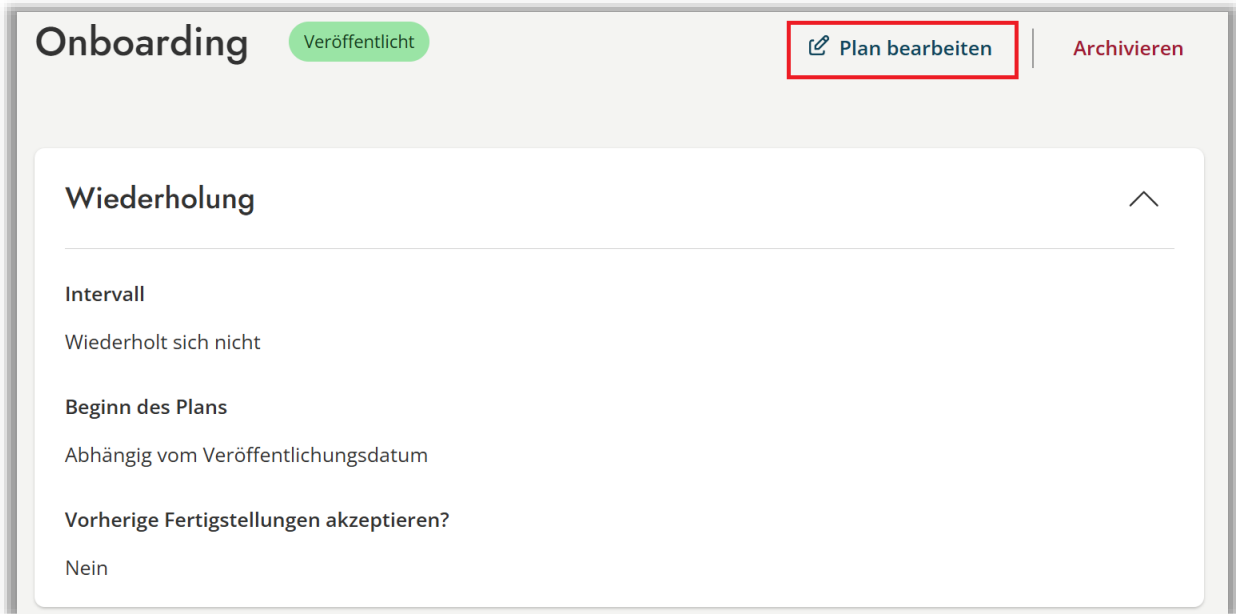 Onboarding Veröffentlicht Plan bearbeiten Archivieren
Wiederholung
Intervall
Wiederholt sich nicht
Beginn des Plans
Abhängig vom Veröffentlichungsdatum
Vorherige Fertigstellungen akzeptieren?
Nein